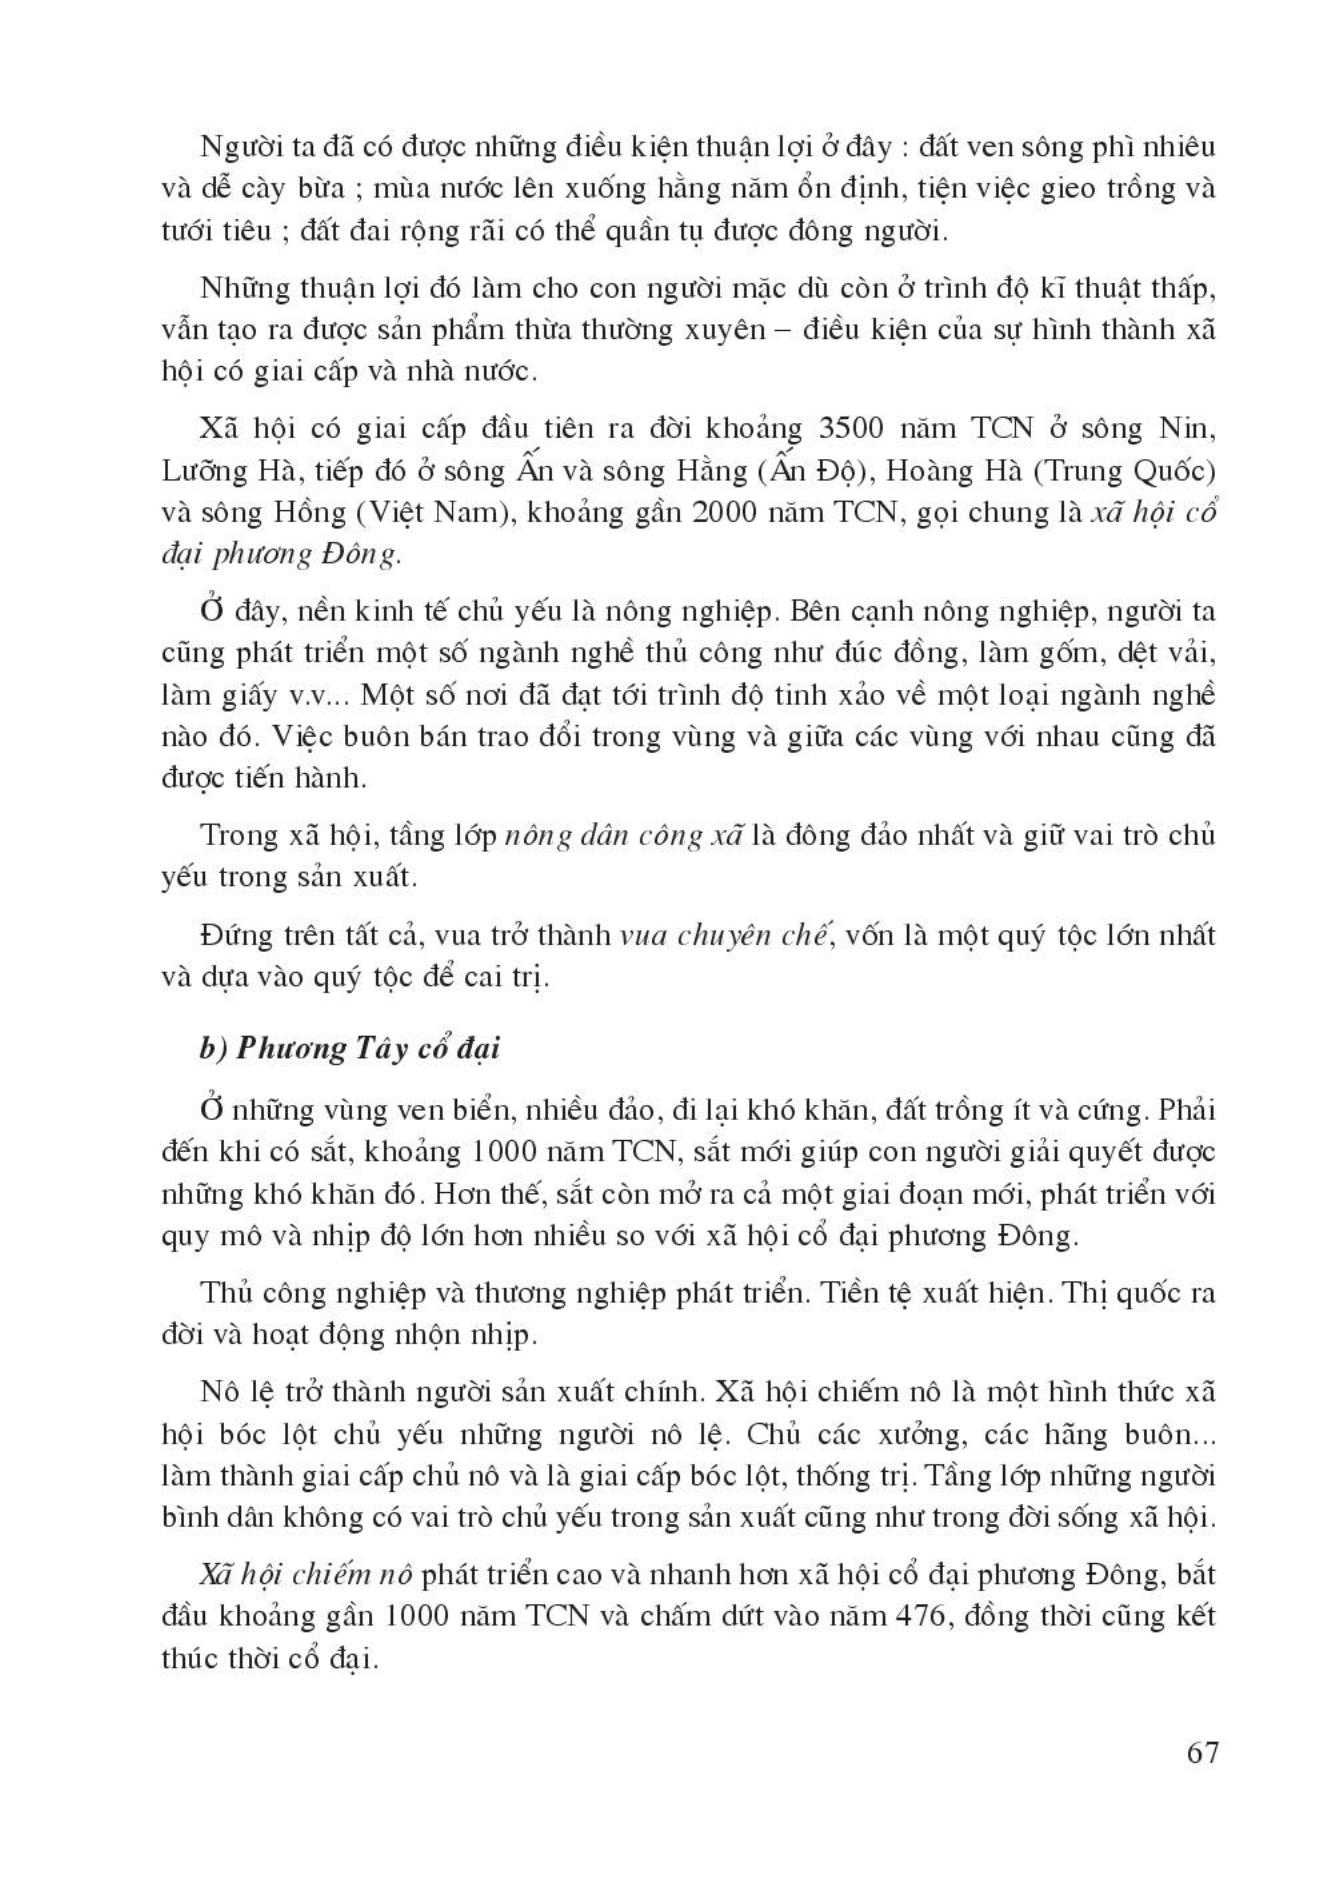 Người ta đã có được những điều kiện thuận lợi ở đây : đất ven sông phì nhiêu
và dễ cày bừa ; mùa nước lên xuống hằng năm ổn định, tiện việc gieo trồng và
tưới tiêu ; đất đai rộng rãi có thể quần tụ được đông người.
Những thuận lợi đó làm cho con người mặc dù còn ở trình độ kĩ thuật thấp,
vẫn tạo ra được sản phẩm thừa thường xuyên – điều kiện của sự hình thành xã
hội có giai cấp và nhà nước.
Xã hội có giai cấp đầu tiên ra đời khoảng 3500 năm TCN ở sông Nin,
Lưỡng Hà, tiếp đó ở sông Ấn và sông Hằng (Ấn Độ), Hoàng Hà (Trung Quốc)
và sông Hồng (Việt Nam), khoảng gần 2000 năm TCN, gọi chung là xã hội cổ
đại phương Đông.
Ở đây, nền kinh tế chủ yếu là nông nghiệp. Bên cạnh nông nghiệp, người ta
cũng phát triển một số ngành nghề thủ công như đúc đồng, làm gốm, dệt vải,
làm giấy v.v... Một số nơi đã đạt tới trình độ tinh xảo về một loại ngành nghề
nào đó. Việc buôn bán trao đổi trong vùng và giữa các vùng với nhau cũng đã
được tiến hành.
Trong xã hội, tầng lớp nông dân công xã là đông đảo nhất và giữ vai trò chủ
yếu trong sản xuất.
Đứng trên tất cả, vua trở thành vua chuyên chế, vốn là một quý tộc lớn nhất
và dựa vào quý tộc để cai trị.
b) Phương Tây cổ đại
Ở những vùng ven biển, nhiều đảo, đi lại khó khăn, đất trồng ít và cứng. Phải
đến khi có sắt, khoảng 1000 năm TCN, sắt mới giúp con người giải quyết được
những khó khăn đó. Hơn thế, sắt còn mở ra cả một giai đoạn mới, phát triển với
quy mô và nhịp độ lớn hơn nhiều so với xã hội cổ đại phương Đông.
Thủ công nghiệp và thương nghiệp phát triển. Tiền tệ xuất hiện. Thị quốc ra
đời và hoạt động nhộn nhịp.
Nô lệ trở thành người sản xuất chính. Xã hội chiếm nô là một hình thức xã
hội bóc lột chủ yếu những người nô lệ. Chủ các xưởng, các hãng buôn...
làm thành giai cấp chủ nô và là giai cấp bóc lột, thống trị. Tầng lớp những người
bình dân không có vai trò chủ yếu trong sản xuất cũng như trong đời sống xã hội.
Xã hội chiếm nô phát triển cao và nhanh hơn xã hội cổ đại phương Đông, bắt
đầu khoảng gần 1000 năm TCN và chấm dứt vào năm 476, đồng thời cũng kết
thúc thời cổ đại.
67